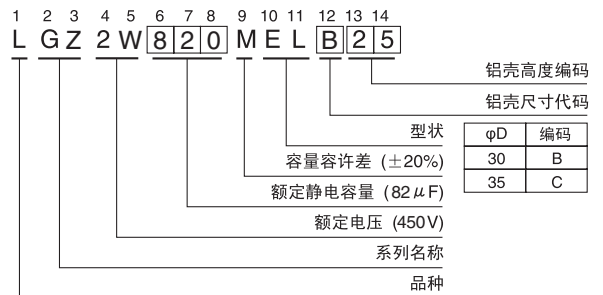 1 2 3 4 5 6 7 8 9 10 11 12 13 14
L G Z 2 W 8 2 0 M E L B 2 5
铝壳高度编码
铝壳尺寸代码
型状
容量容许差 (±20%)
额定静电容量 (82μF)
额定电压 (450V)
系列名称
品种
φD 编码
30 B
35 C